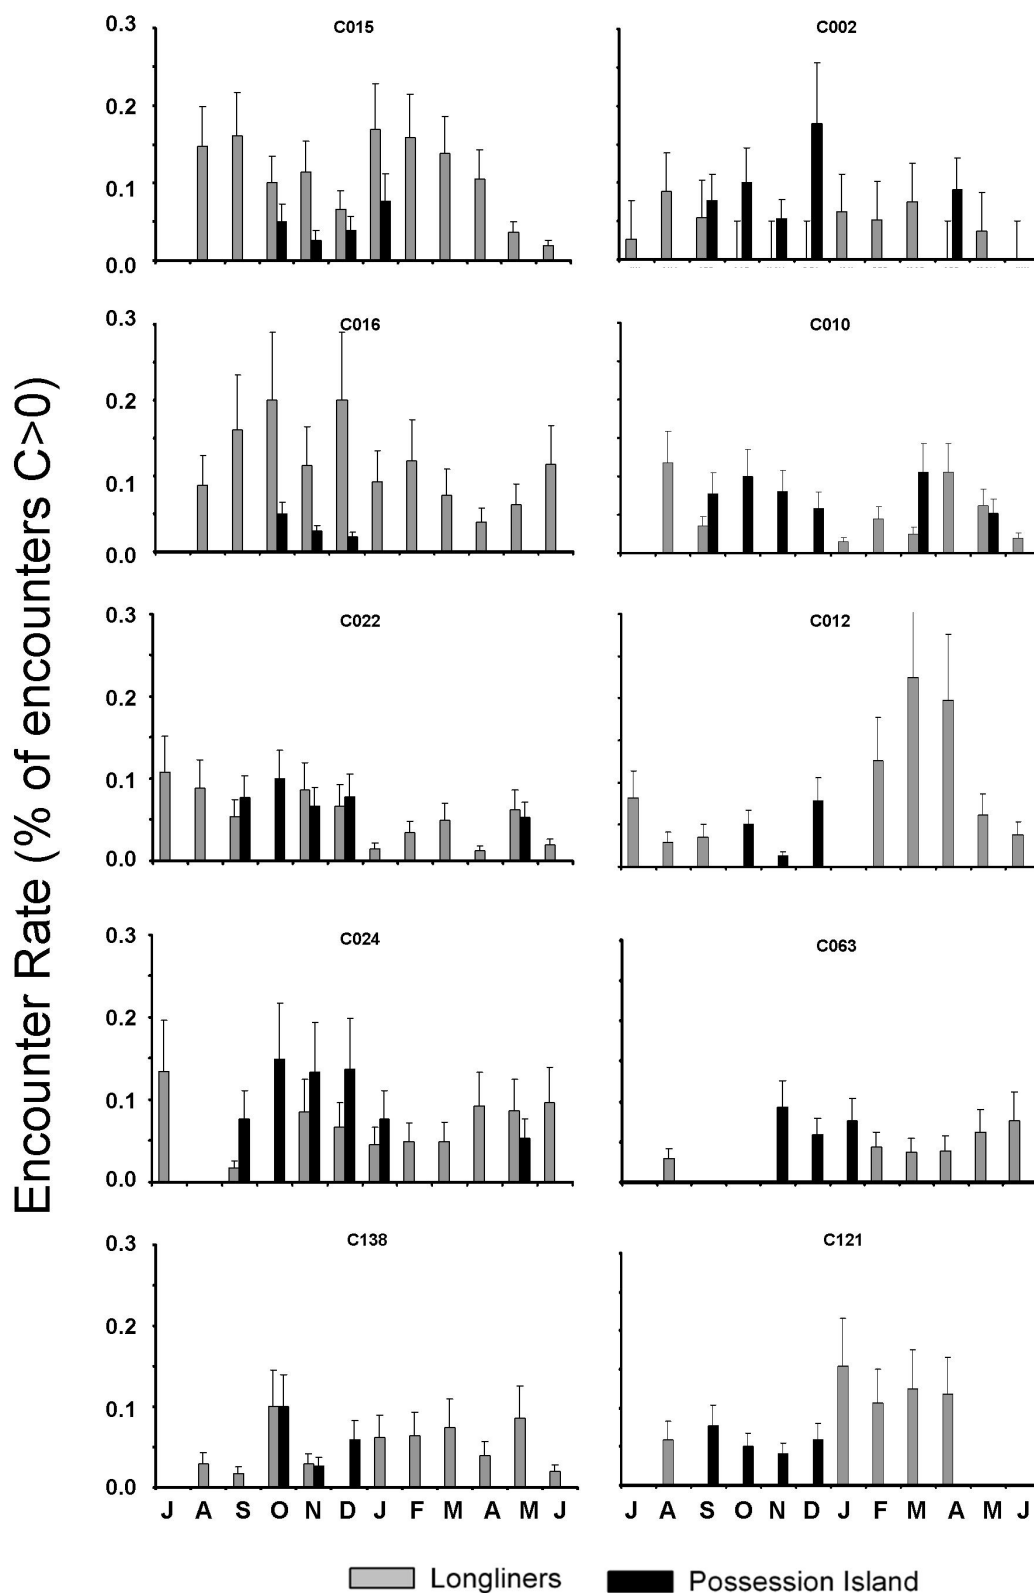 Encounter Rate (% of encounters C>0)
C015
0.3
0.2
0.1
0.0
C002
C016
0.3
0.2
0.1
0.0
C010
C022
0.3
0.2
0.1
0.0
C012
C024
0.3
0.2
0.1
0.0
C063
C138
0.3
0.2
0.1
0.0
J A S O N D J F M A M J
C121
J A S O N D J F M A M J
Longliners Possession Island